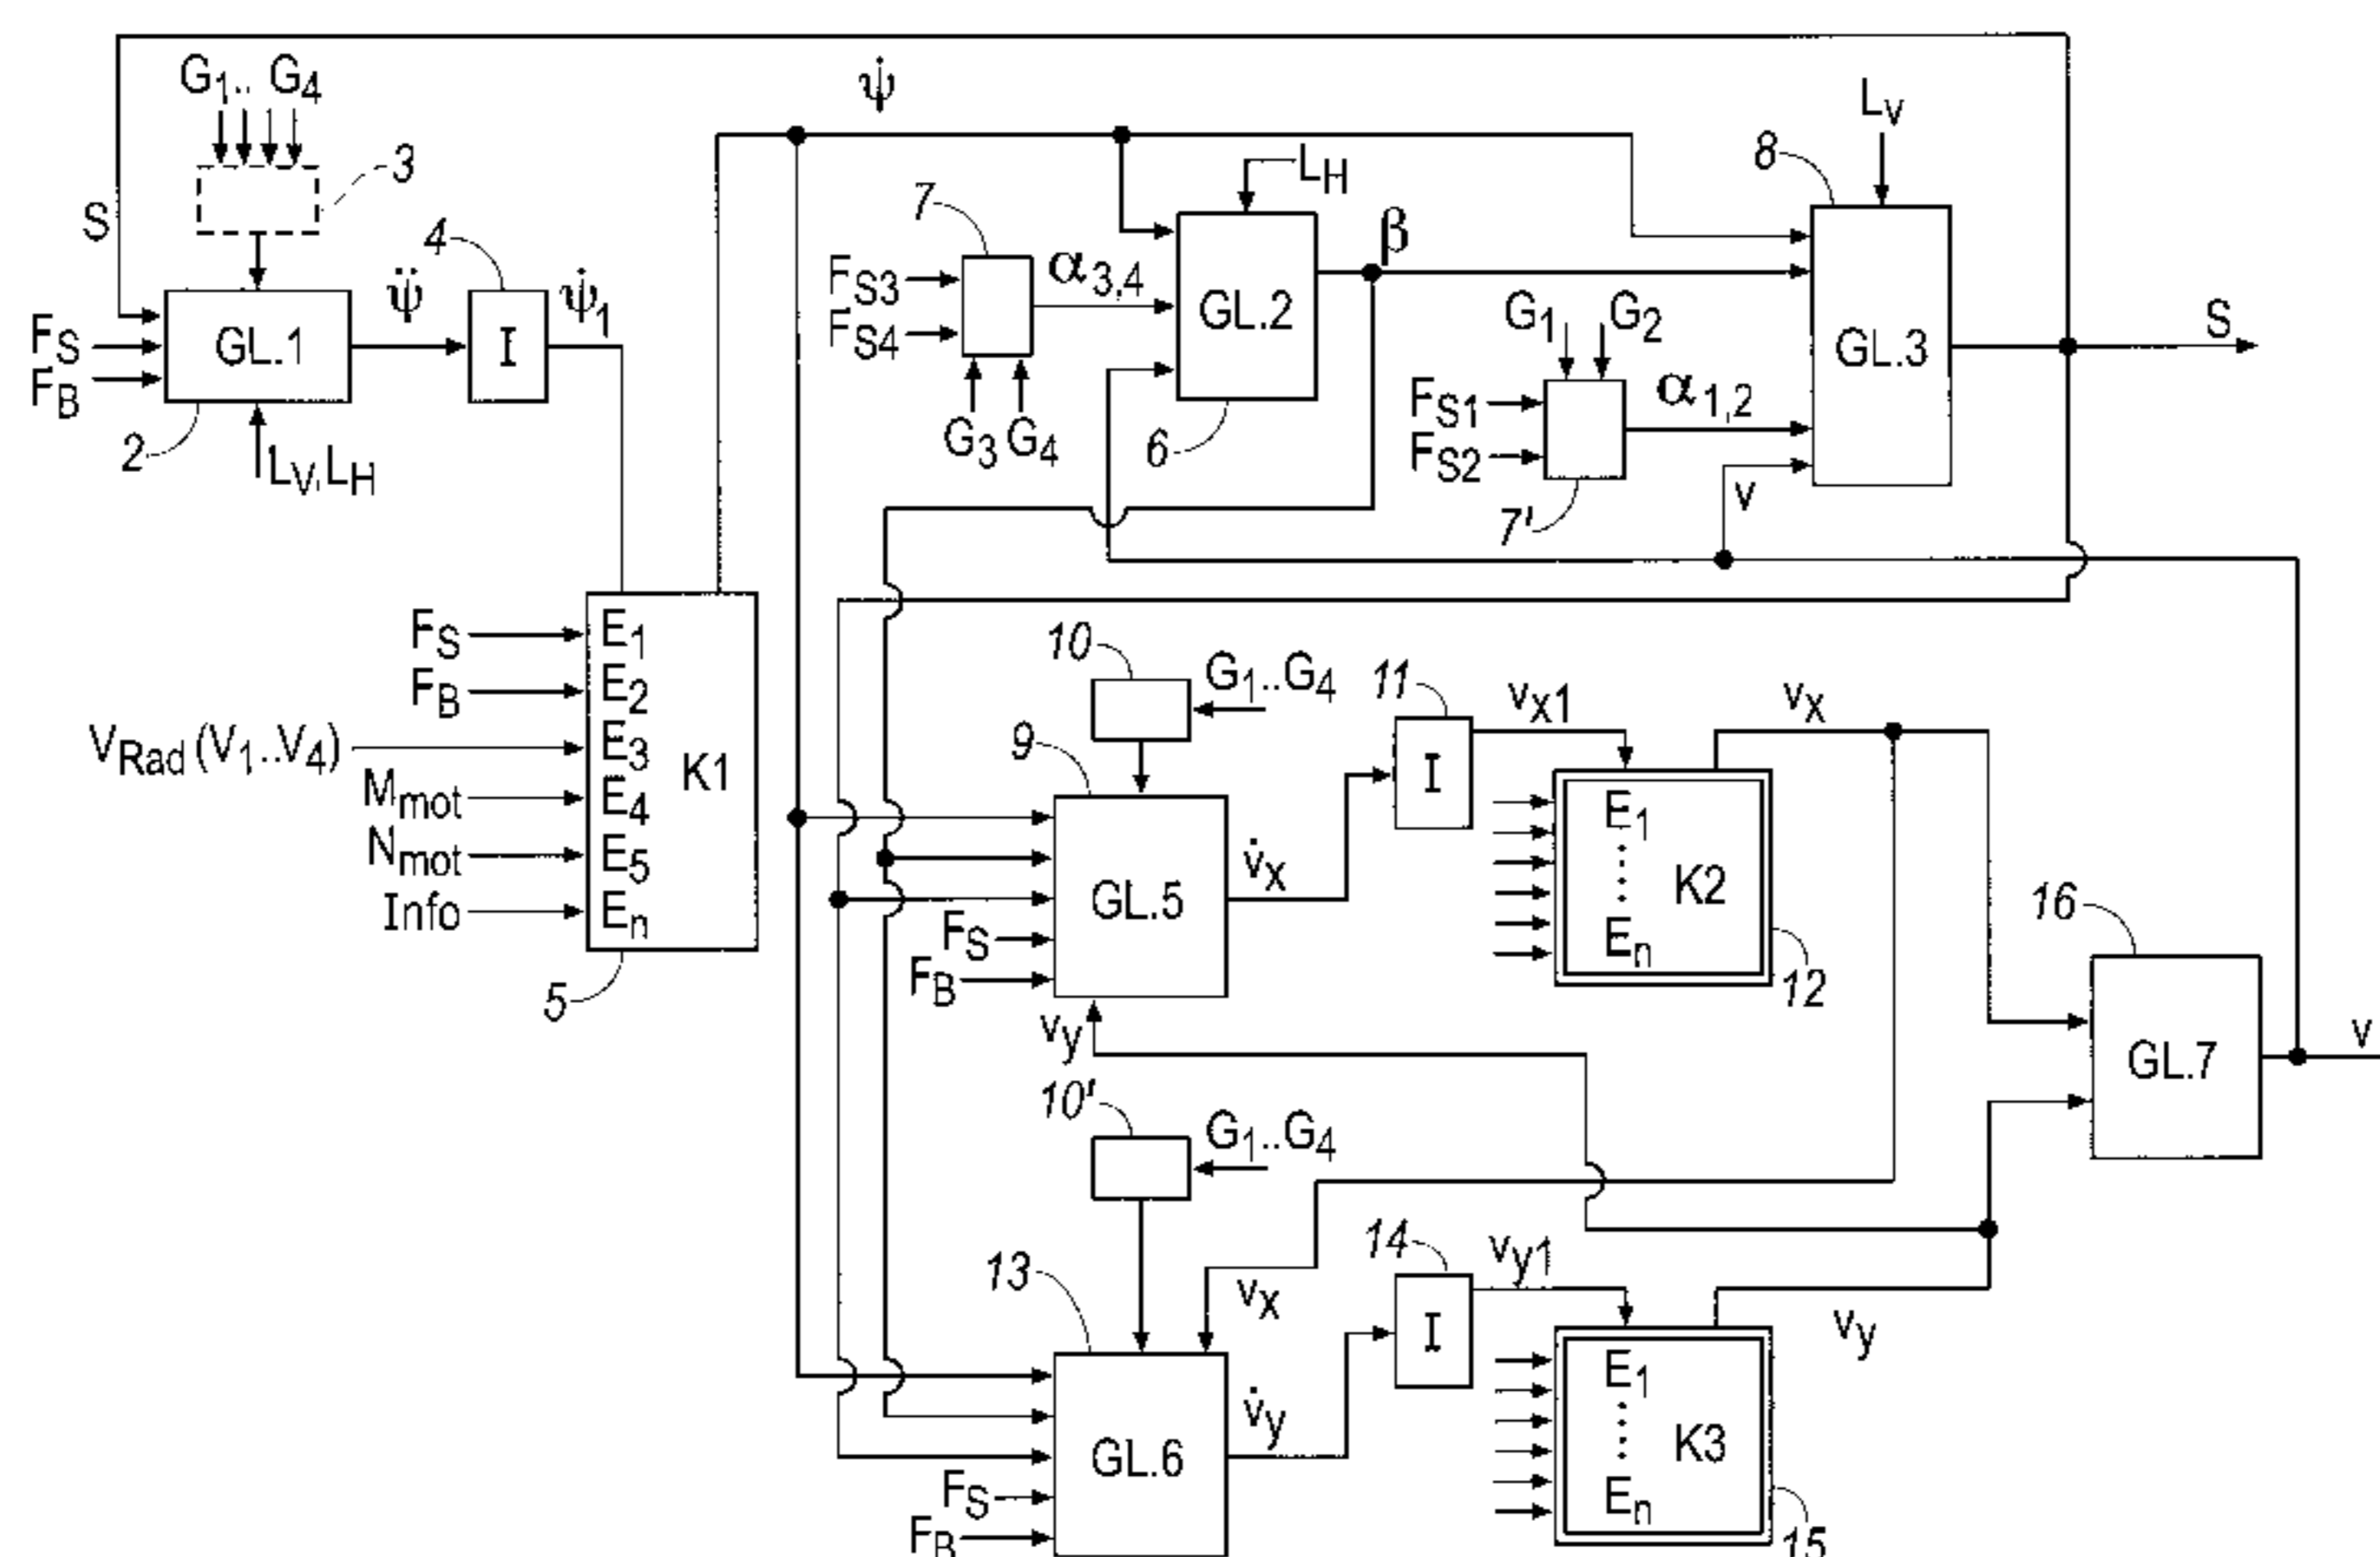 G1.. G4
ψ̇
LV
S
3
7
LH
8
4
FS3
α3,4
β
ψ̈
ψ̇1
GL.2
G1 G2
S
FS
GL.1
I
FS4
GL.3
FB
FS1
α1,2
2
LV,LH
G3 G4
6
FS2
v
7'
FS
E1
10
FB
E2
G1..G4
11
vx1
vx
VRad (V1..V4)
E3
K1
9
I
Mmot
E4
E1
Nmot
E5
v̇x
K2
Info
En
GL.5
16
FS
En
FB
12
5
vy
v
GL.7
10'
G1..G4
13
vx
14
vy1
vy
I
E1
v̇y
K3
GL.6
FS
En
FB
15